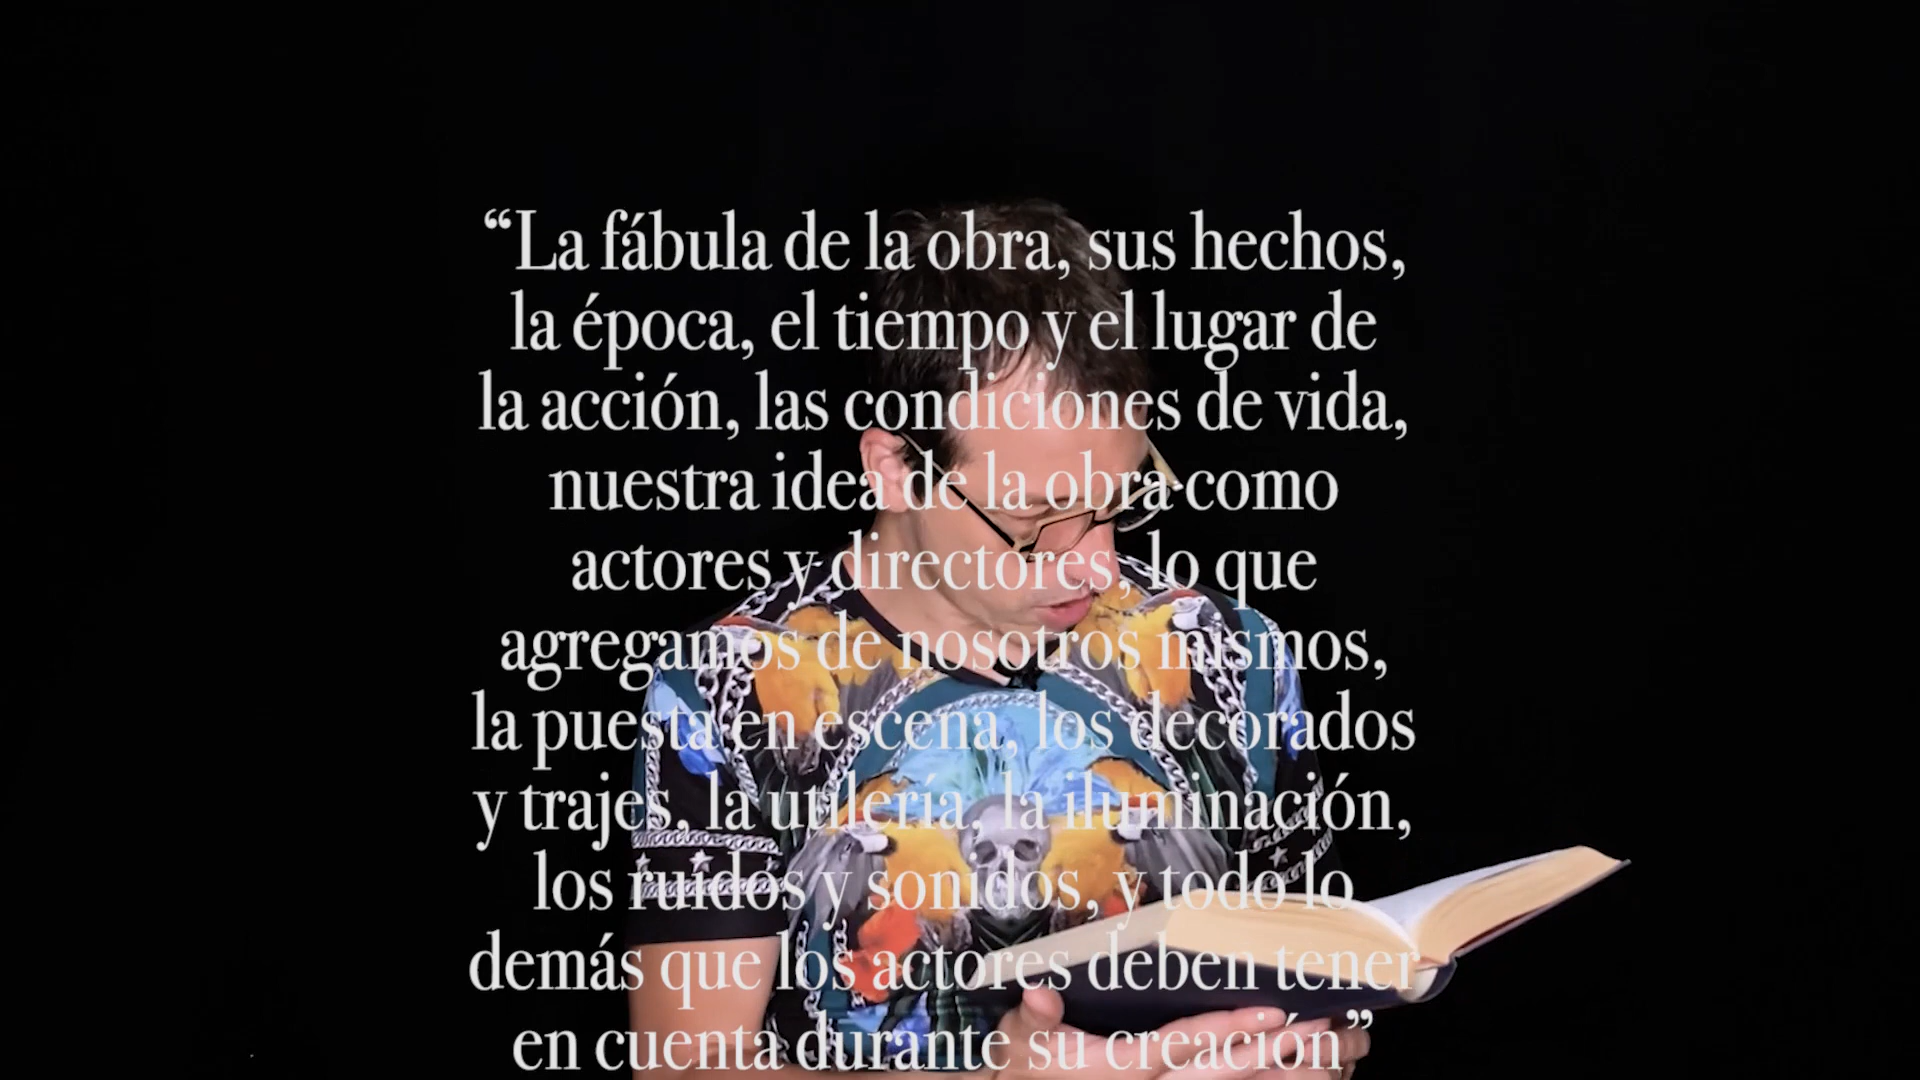 “La fábula de la obra, sus hechos,
la época, el tiempo y el lugar de
la acción, las condiciones de vida,
nuestra idea de la obra como
actores y directores, lo que
agregamos de nosotros mismos,
la puesta en escena, los decorados
y trajes, la utilería, la iluminación,
los ruidos y sonidos, y todo lo
demás que los actores deben tener
en cuenta durante su creación”